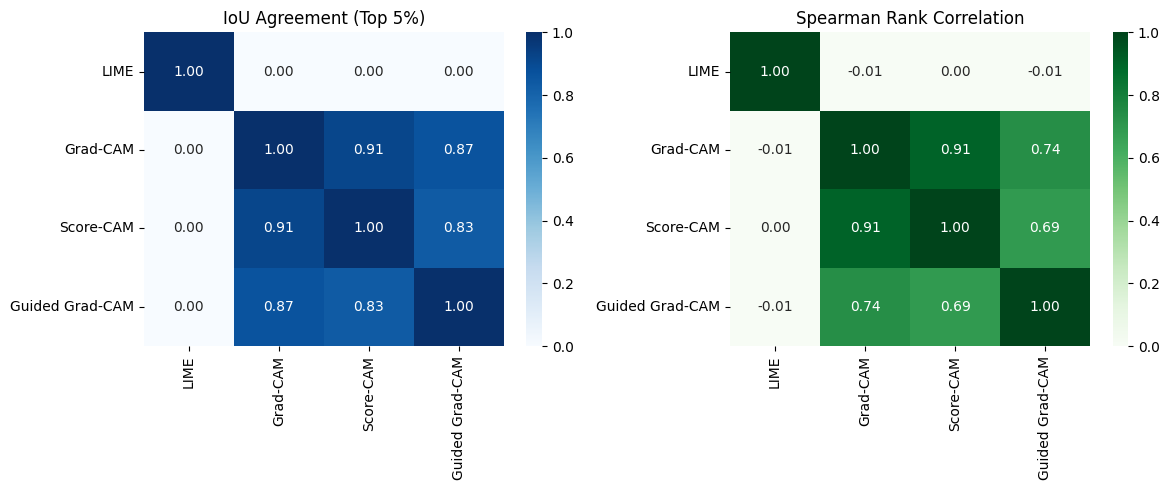 IoU Agreement (Top 5%)
LIME 1.00 0.00 0.00 0.00
Grad-CAM 0.00 1.00 0.91 0.87
Score-CAM 0.00 0.91 1.00 0.83
Guided Grad-CAM 0.00 0.87 0.83 1.00
LIME Grad-CAM Score-CAM Guided Grad-CAM
1.0
0.8
0.6
0.4
0.2
0.0
Spearman Rank Correlation
LIME 1.00 -0.01 0.00 -0.01
Grad-CAM -0.01 1.00 0.91 0.74
Score-CAM 0.00 0.91 1.00 0.69
Guided Grad-CAM -0.01 0.74 0.69 1.00
LIME Grad-CAM Score-CAM Guided Grad-CAM
1.0
0.8
0.6
0.4
0.2
0.0